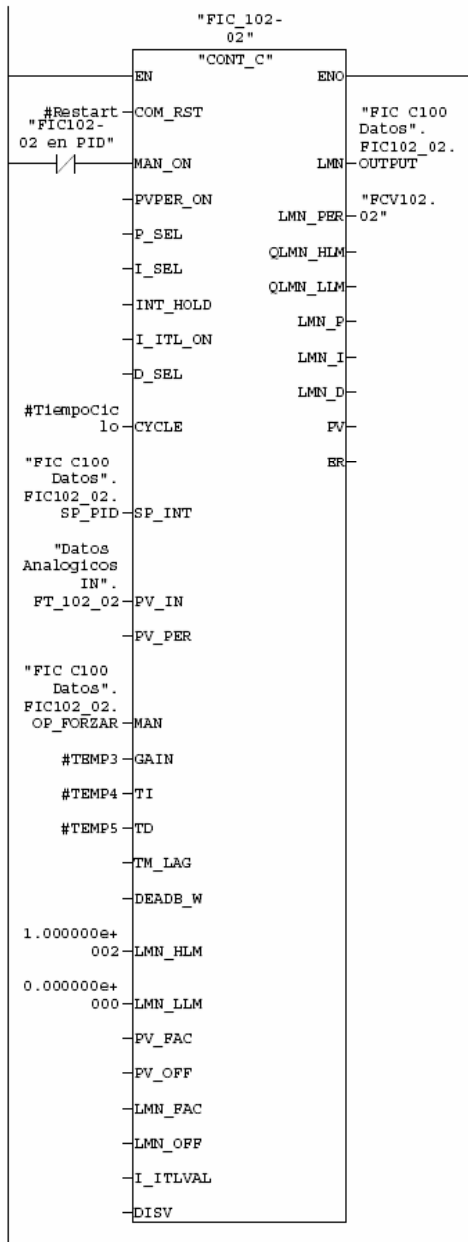 "FIC_102-
02"
"CONT_C"
EN ENO
#Restart COM_RST
"FIC102-
02 en PID"
MAN_ON
"FIC C100
Datos".
FIC102_02.
LMN OUTPUT
PVPER_ON
LMN_PER "FCV102.
02"
P_SEL
QLMN_HLM
I_SEL
QLMN_LLM
INT_HOLD
LMN_P
I_ITL_ON
LMN_I
D_SEL
LMN_D
#TiempoCic
lo CYCLE
PV
ER
"FIC C100
Datos".
FIC102_02.
SP_PID SP_INT
"Datos
Analogicos
IN".
FT_102_02 PV_IN
PV_PER
"FIC C100
Datos".
FIC102_02.
OP_FORZAR MAN
#TEMP3 GAIN
#TEMP4 TI
#TEMP5 TD
TM_LAG
DEADB_W
1.000000e+
002 LMN_HLM
0.000000e+
000 LMN_LLM
PV_FAC
PV_OFF
LMN_FAC
LMN_OFF
I_ITLVAL
DISV